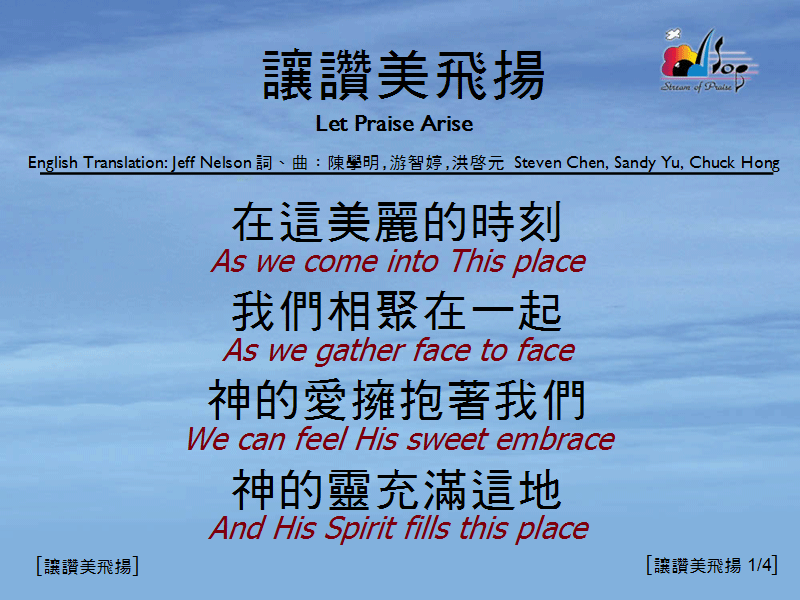 讓讚美飛揚
SOP
Stream of Praise
Let Praise Arise
English Translation: Jeff Nelson 詞、曲：陳學明,游智婷,洪啓元 Steven Chen, Sandy Yu, Chuck Hong
在這美麗的時刻
As we come into This place
我們相聚在一起
As we gather face to face
神的愛擁抱著我們
We can feel His sweet embrace
神的靈充滿這地
And His Spirit fills this place
[讓讚美飛揚]
[讓讚美飛揚 1/4]